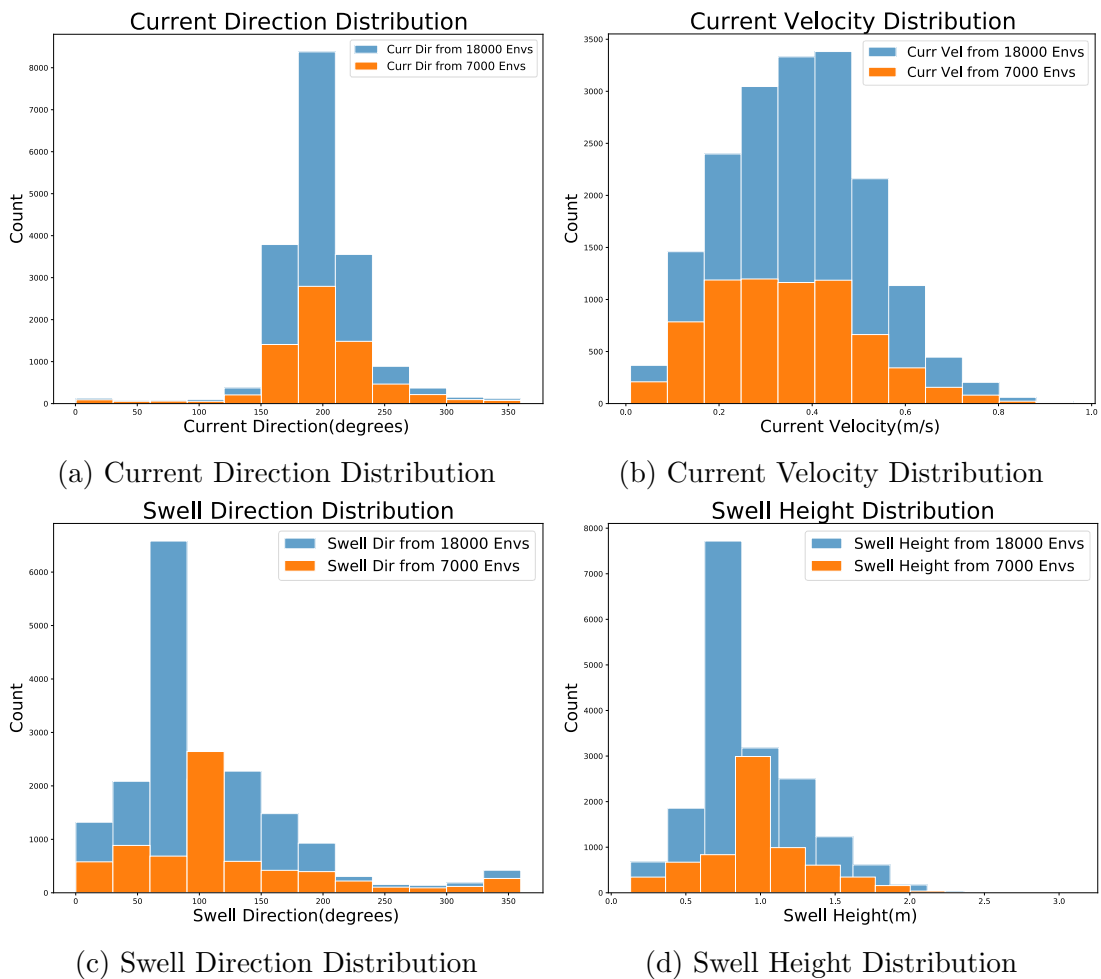 Current Direction Distribution
Curr Dir from 18000 Envs
Curr Dir from 7000 Envs
Count
8000
7000
6000
5000
4000
3000
2000
1000
0
0 50 100 150 200 250 300 350
Current Direction(degrees)
(a) Current Direction Distribution
Current Velocity Distribution
Curr Vel from 18000 Envs
Curr Vel from 7000 Envs
Count
3500
3000
2500
2000
1500
1000
500
0
0.0 0.2 0.4 0.6 0.8 1.0
Current Velocity(m/s)
(b) Current Velocity Distribution
Swell Direction Distribution
Swell Dir from 18000 Envs
Swell Dir from 7000 Envs
Count
6000
5000
4000
3000
2000
1000
0
0 50 100 150 200 250 300 350
Swell Direction(degrees)
(c) Swell Direction Distribution
Swell Height Distribution
Swell Height from 18000 Envs
Swell Height from 7000 Envs
Count
8000
7000
6000
5000
4000
3000
2000
1000
0
0.0 0.5 1.0 1.5 2.0 2.5 3.0
Swell Height(m)
(d) Swell Height Distribution